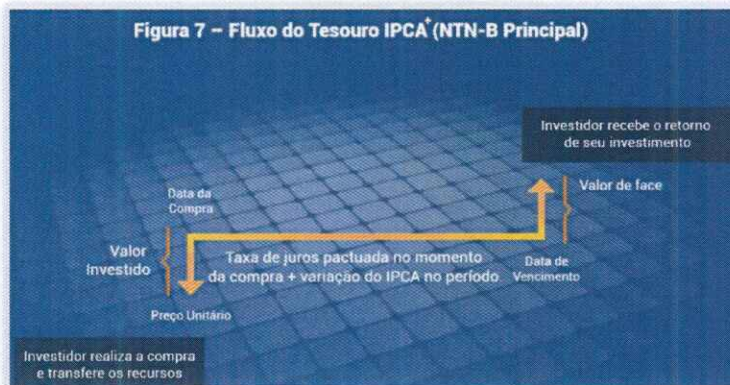 Figura 7 – Fluxo do Tesouro IPCA+ (NTN-B Principal)
Investidor recebe o retorno
de seu investimento
Data da
Compra
Valor de face
Valor
Investido
Taxa de juros pactuada no momento
da compra + variação do IPCA no período
Data de
Vencimento
Preço Unitário
Investidor realiza a compra
e transfere os recursos